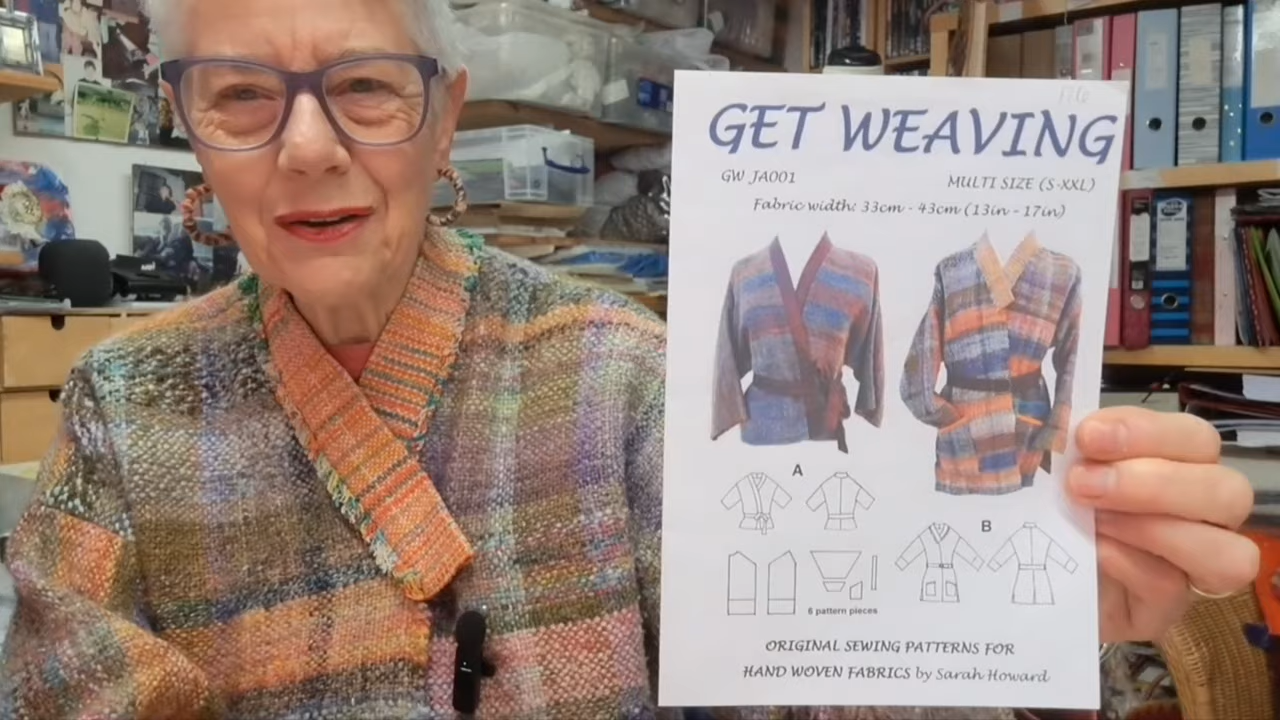 GET WEAVING
GW JA001
MULTI SIZE (S-XXL)
Fabric width: 33cm - 43cm (13in - 17in)
A
B
6 pattern pieces
ORIGINAL SEWING PATTERNS FOR
HAND WOVEN FABRICS by Sarah Howard